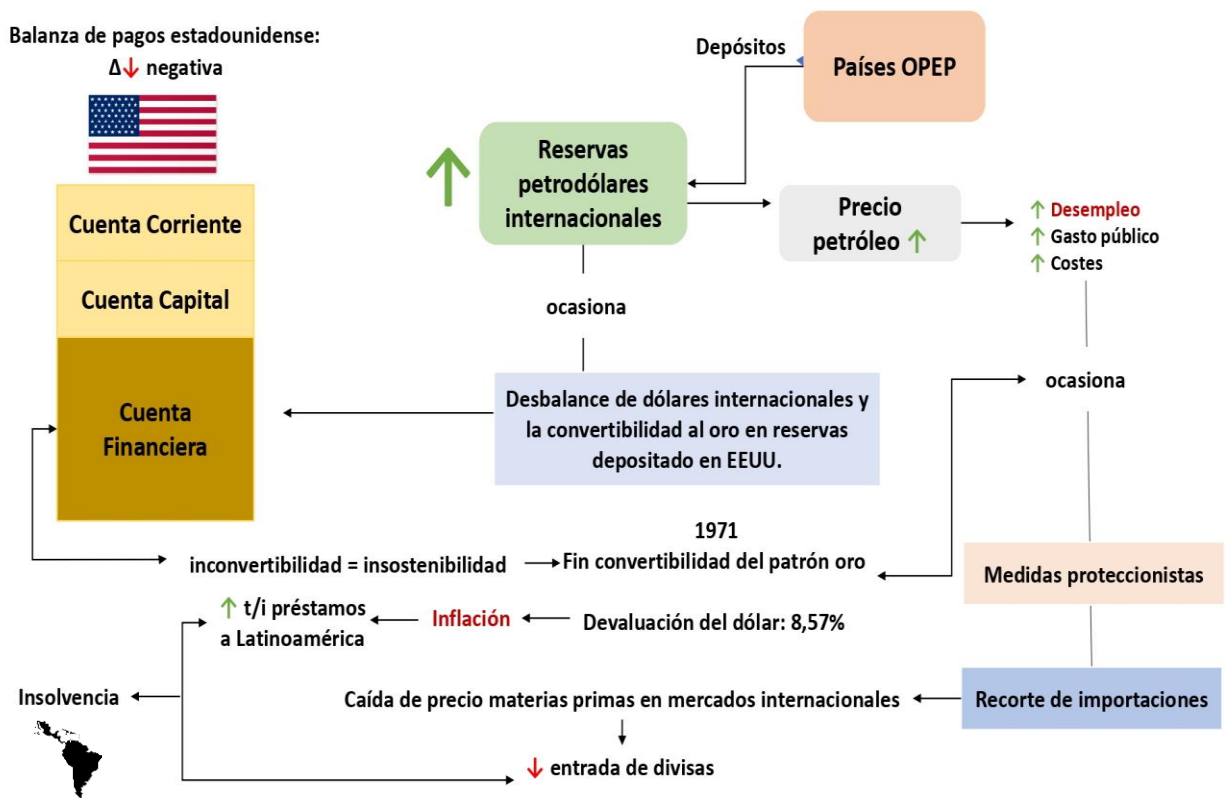 Balanza de pagos estadounidense:
Δ↓ negativa
Depósitos
Países OPEP
Reservas
petrodólares
internacionales
Precio
petróleo ↑
↑ Desempleo
↑ Gasto público
↑ Costes
Cuenta Corriente
Cuenta Capital
Cuenta
Financiera
ocasiona
Desbalance de dólares internacionales y
la convertibilidad al oro en reservas
depositado en EEUU.
ocasiona
inconvertibilidad = insostenibilidad
1971
Fin convertibilidad del patrón oro
Medidas proteccionistas
↑ t/i préstamos
a Latinoamérica
Inflación
Devaluación del dólar: 8,57%
Insolvencia
Caída de precio materias primas en mercados internacionales
Recorte de importaciones
↓ entrada de divisas